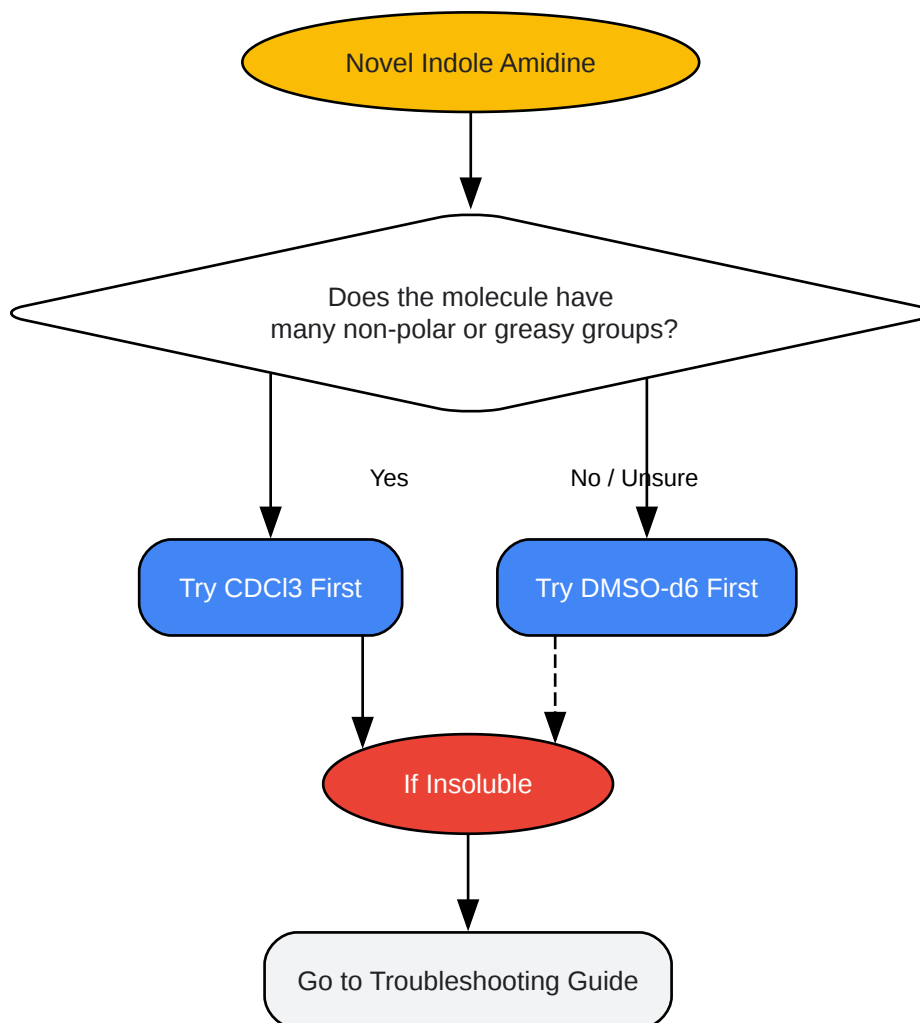 Novel Indole Amidine
Does the molecule have
many non-polar or greasy groups?
Yes
No / Unsure
Try CDCl3 First
Try DMSO-d6 First
If Insoluble
Go to Troubleshooting Guide